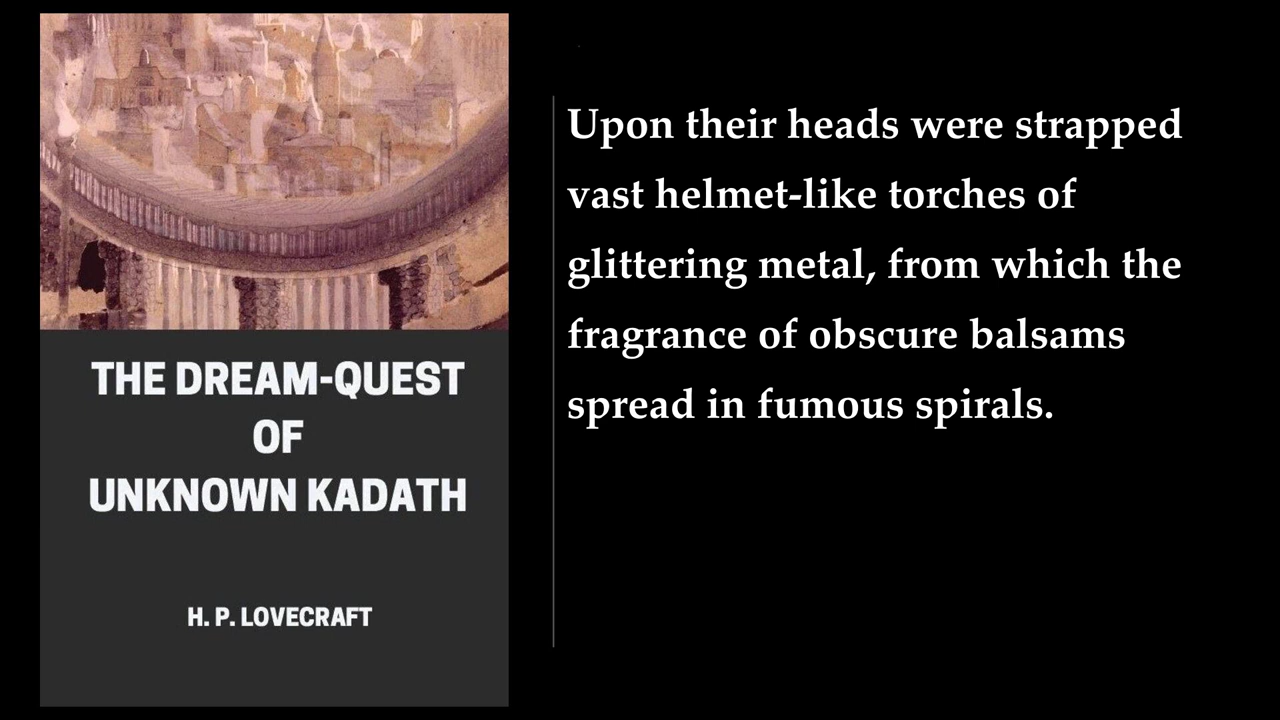 THE DREAM-QUEST
OF
UNKNOWN KADATH
H. P. LOVECRAFT
Upon their heads were strapped
vast helmet-like torches of
glittering metal, from which the
fragrance of obscure balsams
spread in fumous spirals.